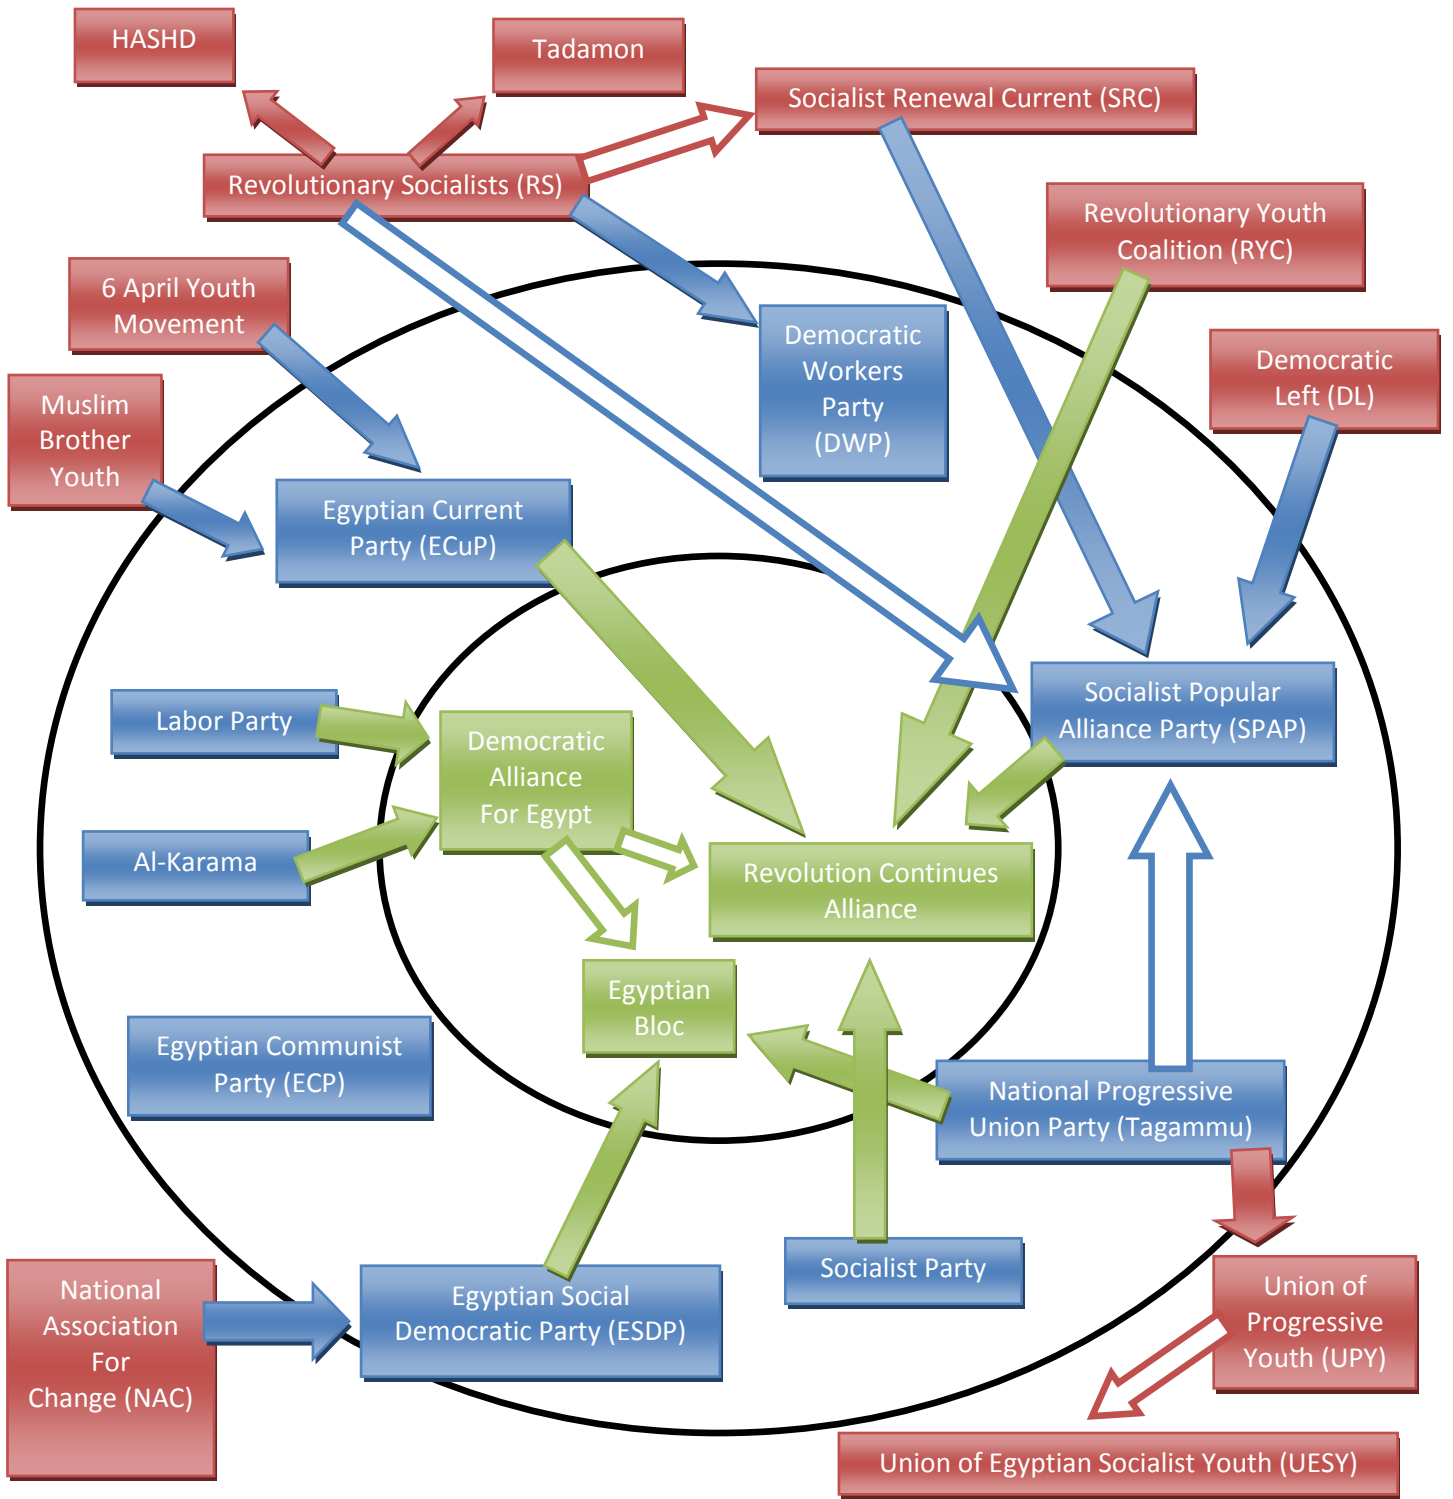 HASHD
Tadamon
Socialist Renewal Current (SRC)
Revolutionary Socialists (RS)
Revolutionary Youth
Coalition (RYC)
6 April Youth
Movement
Democratic
Workers
Party
(DWP)
Democratic
Left (DL)
Muslim
Brother
Youth
Egyptian Current
Party (ECuP)
Labor Party
Democratic
Alliance
For Egypt
Socialist Popular
Alliance Party (SPAP)
Al-Karama
Revolution Continues
Alliance
Egyptian
Bloc
Egyptian Communist
Party (ECP)
National Progressive
Union Party (Tagammu)
Socialist Party
National
Association
For
Change (NAC)
Egyptian Social
Democratic Party (ESDP)
Union of
Progressive
Youth (UPY)
Union of Egyptian Socialist Youth (UESY)